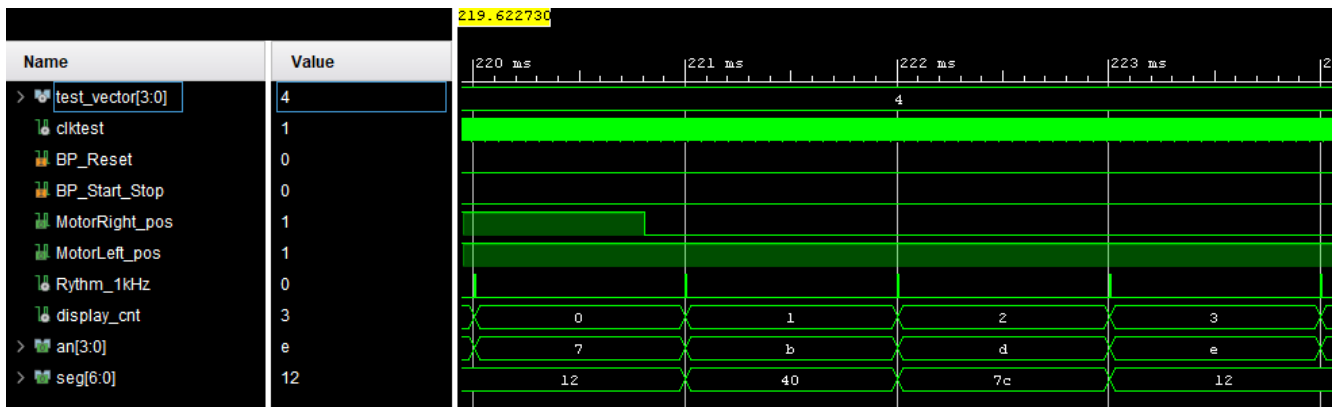 219.622730
Name Value
220 ms 221 ms 222 ms 223 ms 2
test_vector[3:0] 4 4
clktest 1
BP_Reset 0
BP_Start_Stop 0
MotorRight_pos 1
MotorLeft_pos 1
Rythm_1kHz 0
display_cnt 3 0 1 2 3
an[3:0] e 7 b d e
seg[6:0] 12 12 40 7c 12